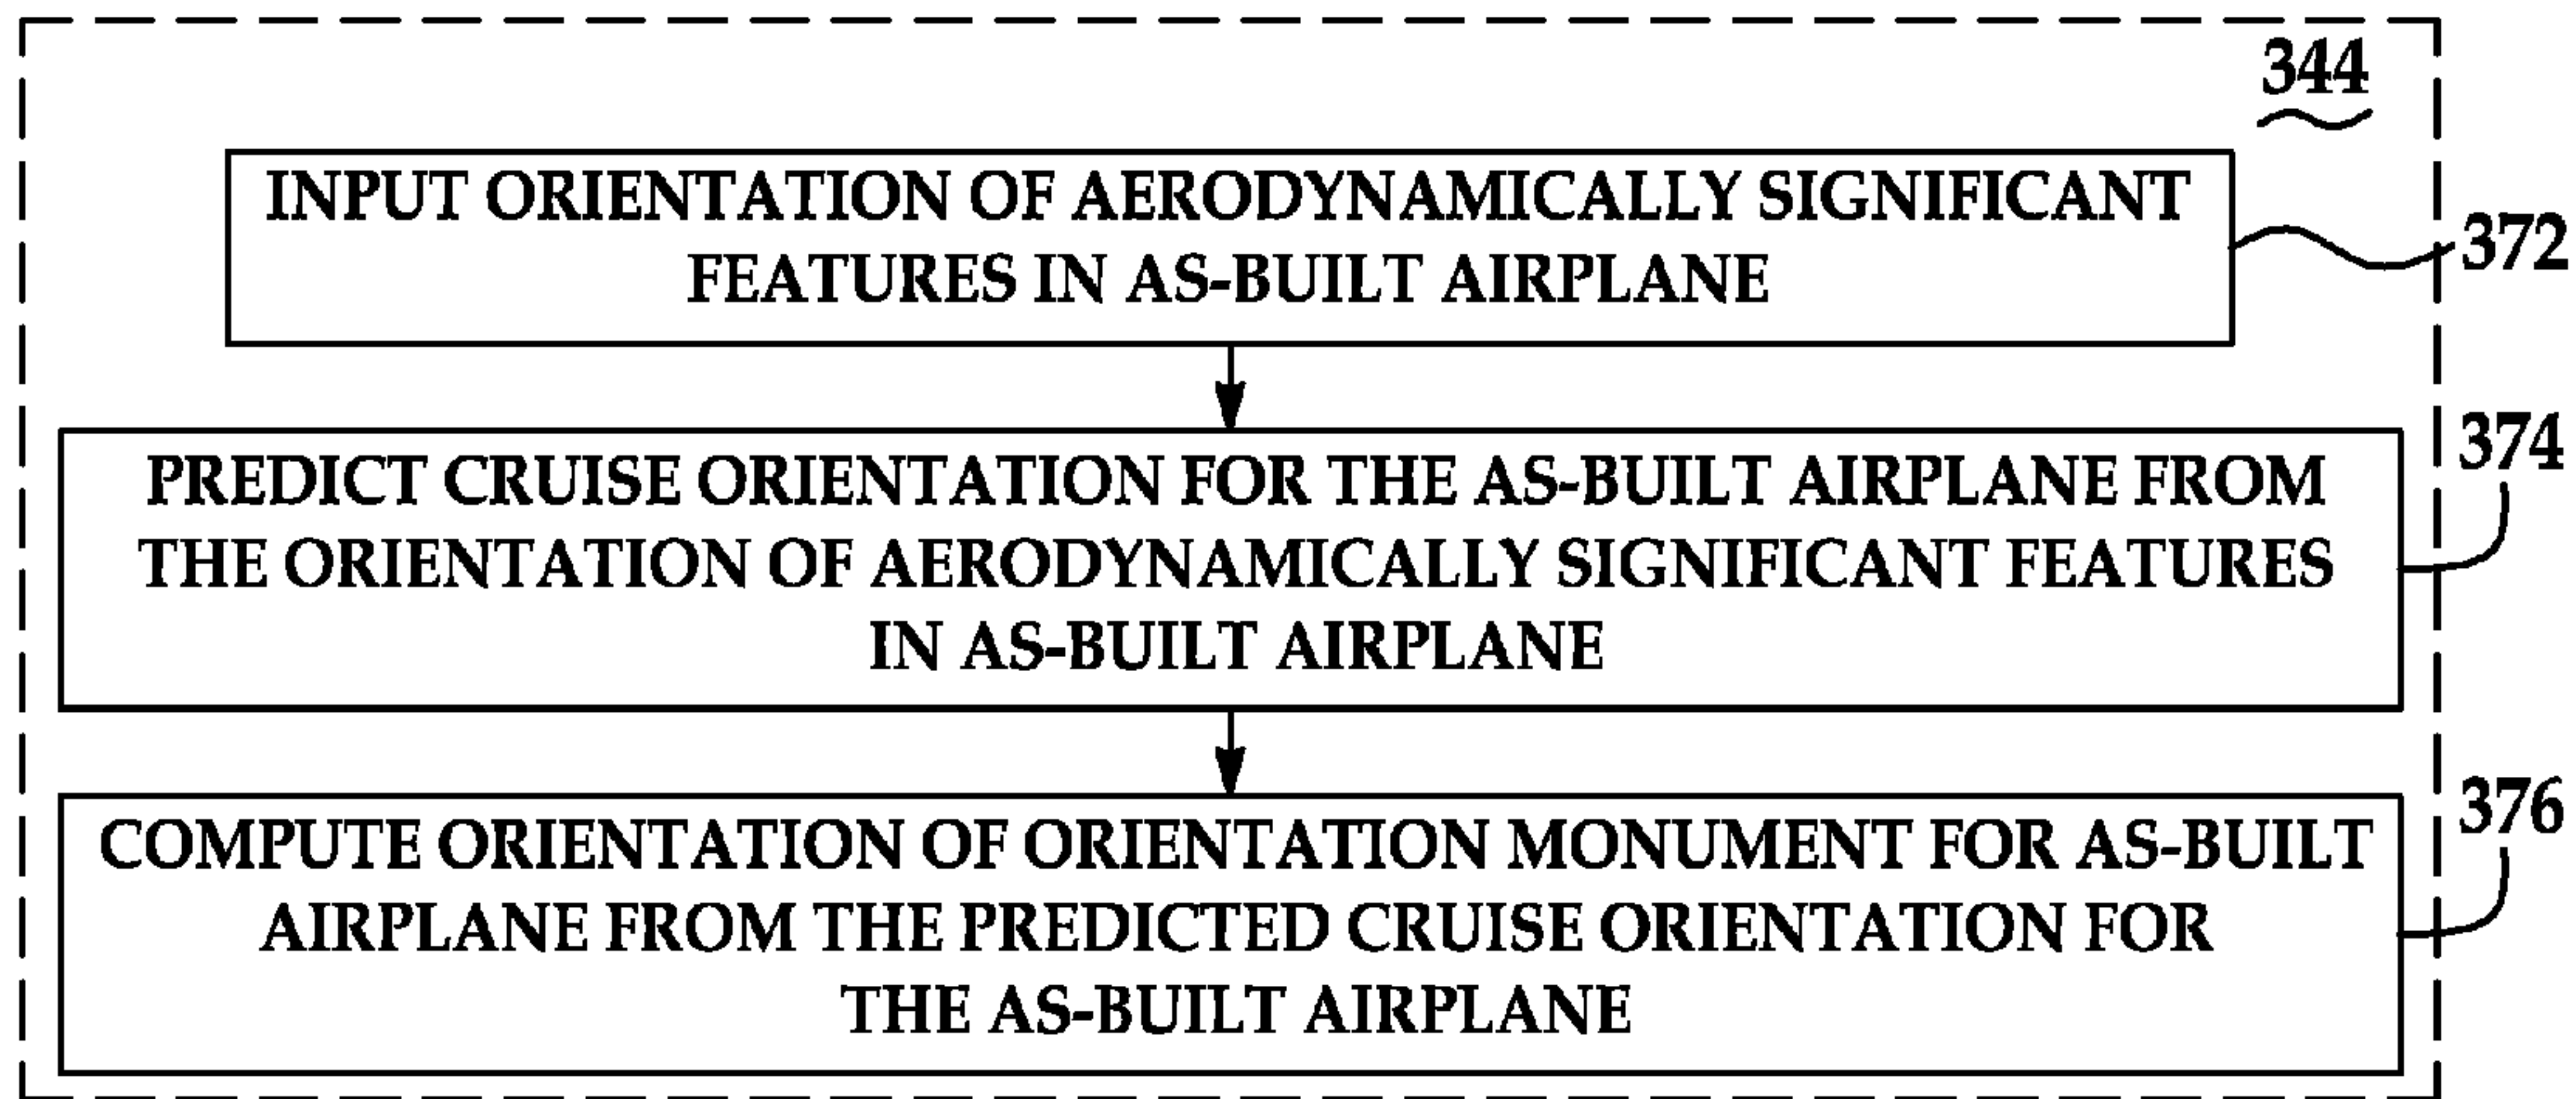 344
INPUT ORIENTATION OF AERODYNAMICALLY SIGNIFICANT
FEATURES IN AS-BUILT AIRPLANE
372
PREDICT CRUISE ORIENTATION FOR THE AS-BUILT AIRPLANE FROM
THE ORIENTATION OF AERODYNAMICALLY SIGNIFICANT FEATURES
IN AS-BUILT AIRPLANE
374
COMPUTE ORIENTATION OF ORIENTATION MONUMENT FOR AS-BUILT
AIRPLANE FROM THE PREDICTED CRUISE ORIENTATION FOR
THE AS-BUILT AIRPLANE
376